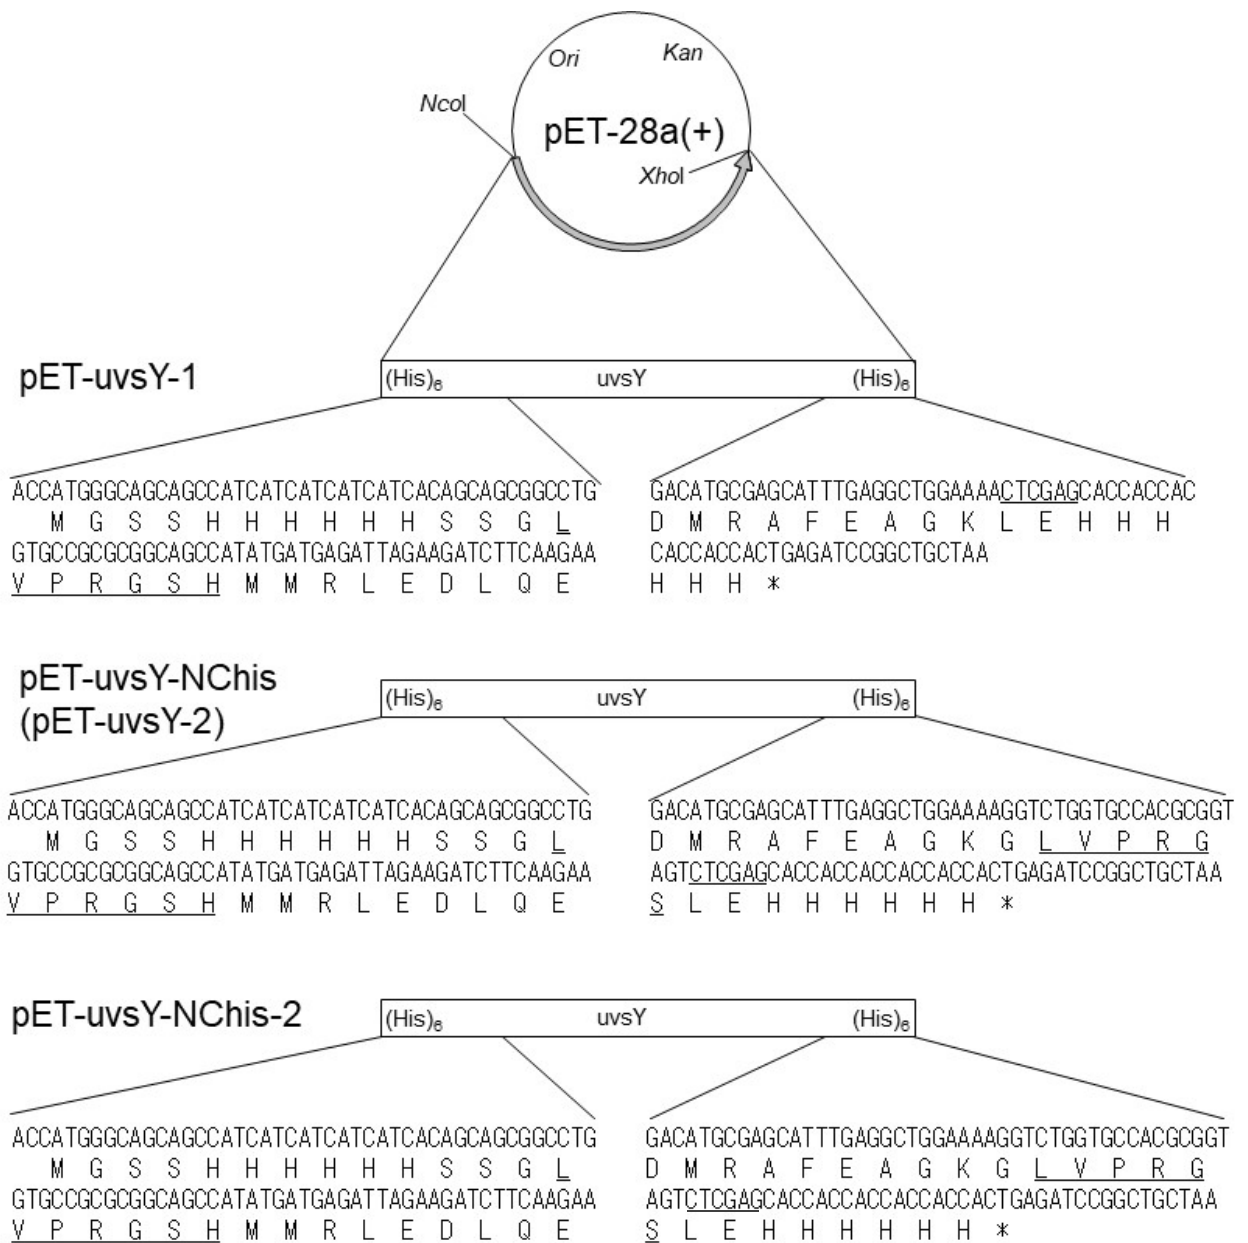 Ori
Kan
NcoI
pET-28a(+)
XhoI
pET-uvsY-1
(His)6 uvsY (His)6
ACCATGGGCAGCAGCCATCATCATCATCATCACAGCAGCGGCCTG
M G S S H H H H H H S S G L
GTGCCGCGCGGCAGCCATATGATGAGATTAGAAGATCTTCAAGAA
V P R G S H M M R L E D L Q E
GACATGCGAGCATTTGAGGCTGGAAAACTCGAGCACCACCAC
D M R A F E A G K L E H H H
CACCACCACTGAGATCCGGCTGCTAA
H H H *
pET-uvsY-NChis
(pET-uvsY-2)
(His)6 uvsY (His)6
ACCATGGGCAGCAGCCATCATCATCATCATCACAGCAGCGGCCTG
M G S S H H H H H H S S G L
GTGCCGCGCGGCAGCCATATGATGAGATTAGAAGATCTTCAAGAA
V P R G S H M M R L E D L Q E
GACATGCGAGCATTTGAGGCTGGAAAAGGTCTGGTGCCACGCGGT
D M R A F E A G K G L V P R G
AGTCTCGAGCACCACCACCACCACCACTGAGATCCGGCTGCTAA
S L E H H H H H H *
pET-uvsY-NChis-2
(His)6 uvsY (His)6
ACCATGGGCAGCAGCCATCATCATCATCATCACAGCAGCGGCCTG
M G S S H H H H H H S S G L
GTGCCGCGCGGCAGCCATATGATGAGATTAGAAGATCTTCAAGAA
V P R G S H M M R L E D L Q E
GACATGCGAGCATTTGAGGCTGGAAAAGGTCTGGTGCCACGCGGT
D M R A F E A G K G L V P R G
AGTCTCGAGCACCACCACCACCACCACTGAGATCCGGCTGCTAA
S L E H H H H H H *